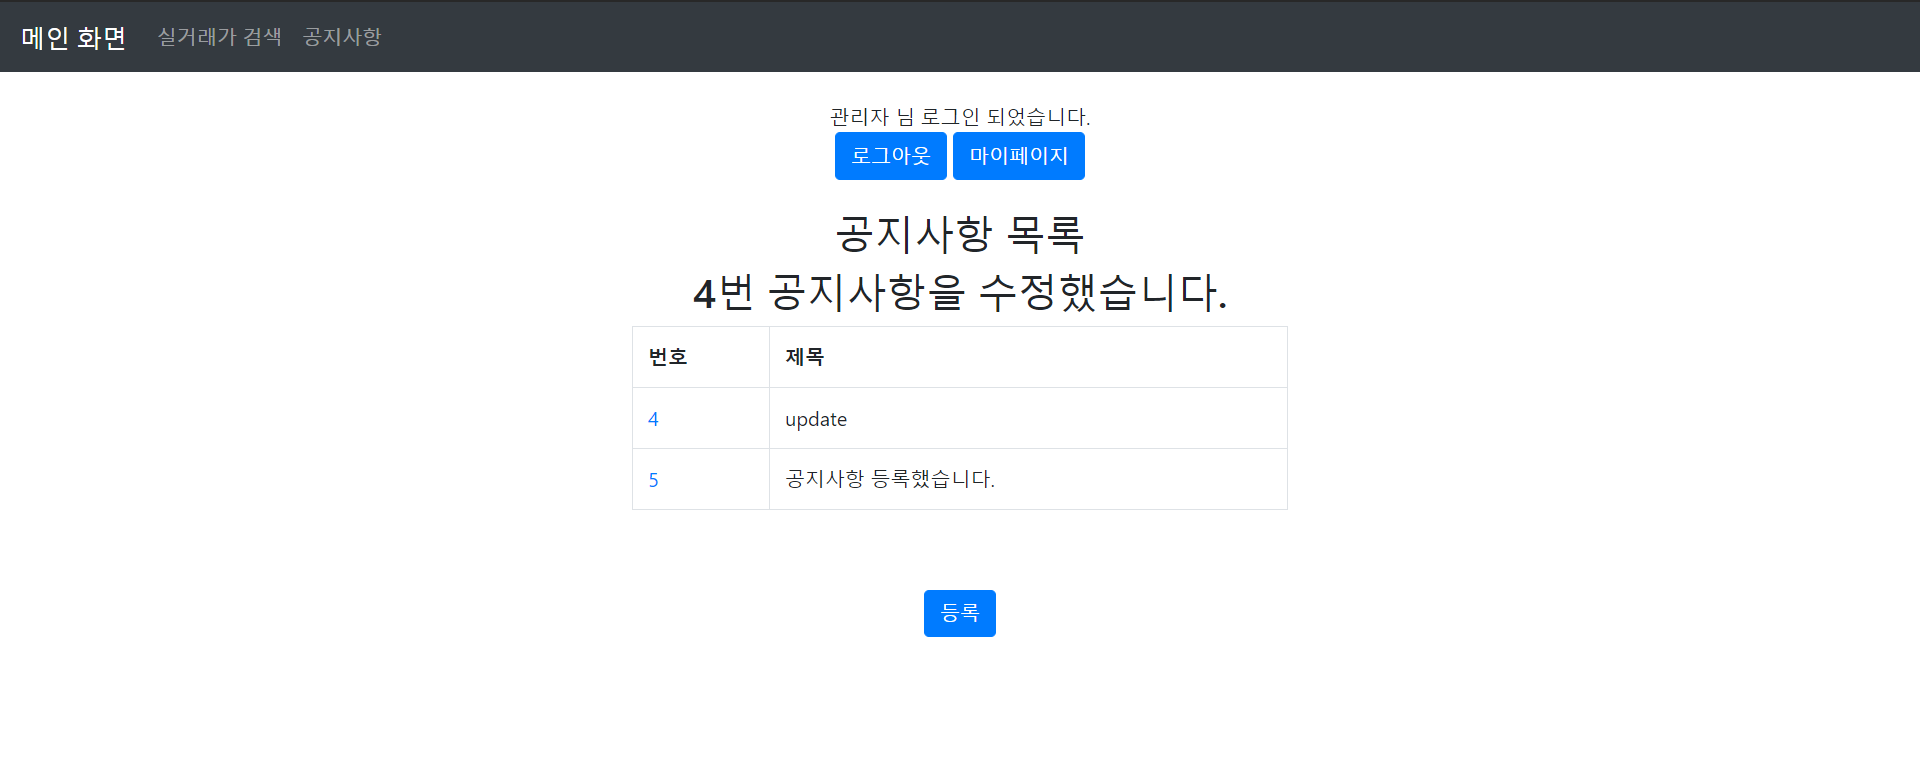 메인 화면 실거래가 검색 공지사항
관리자 님 로그인 되었습니다.
로그아웃 마이페이지
공지사항 목록
4번 공지사항을 수정했습니다.
번호 제목
4 update
5 공지사항 등록했습니다.
등록